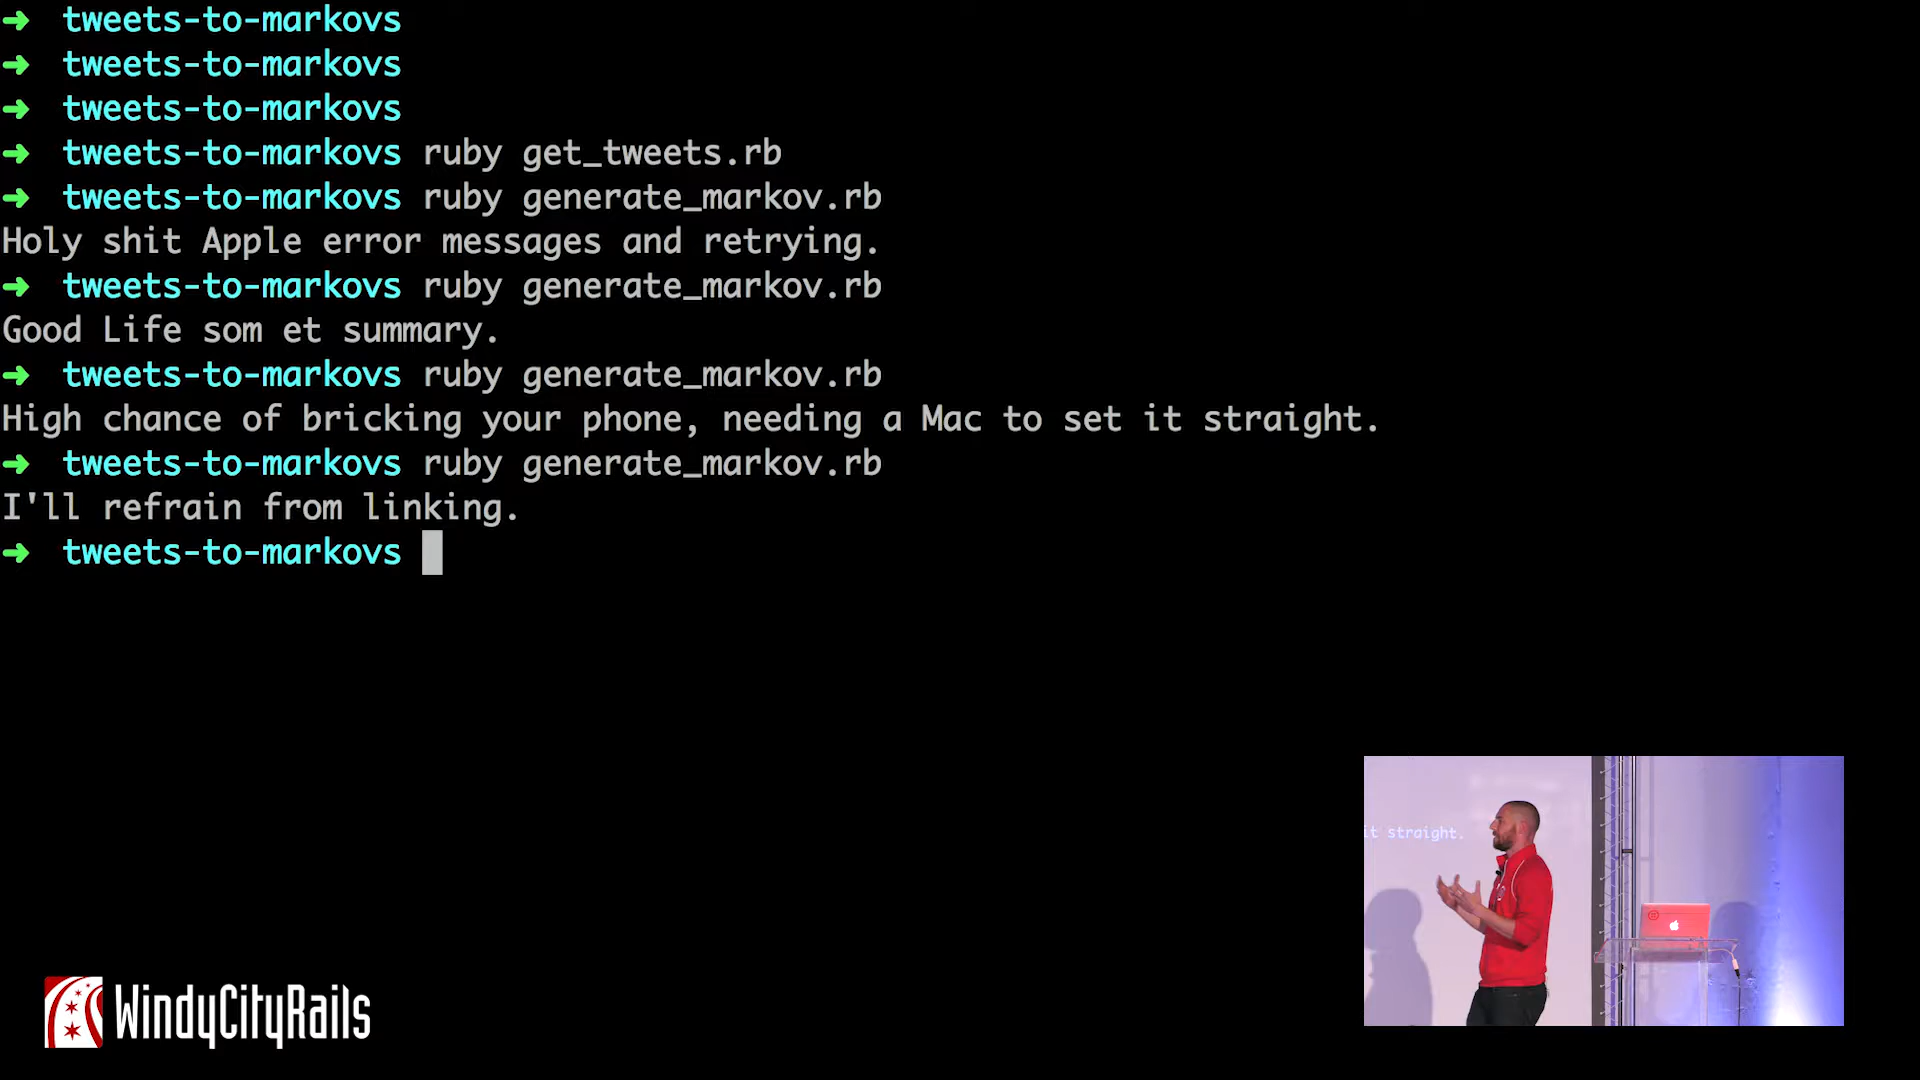 ➜ tweets-to-markovs
➜ tweets-to-markovs
➜ tweets-to-markovs
➜ tweets-to-markovs ruby get_tweets.rb
➜ tweets-to-markovs ruby generate_markov.rb
Holy shit Apple error messages and retrying.
➜ tweets-to-markovs ruby generate_markov.rb
Good Life som et summary.
➜ tweets-to-markovs ruby generate_markov.rb
High chance of bricking your phone, needing a Mac to set it straight.
➜ tweets-to-markovs ruby generate_markov.rb
I'll refrain from linking.
➜ tweets-to-markovs
it straight.
WindyCityRails